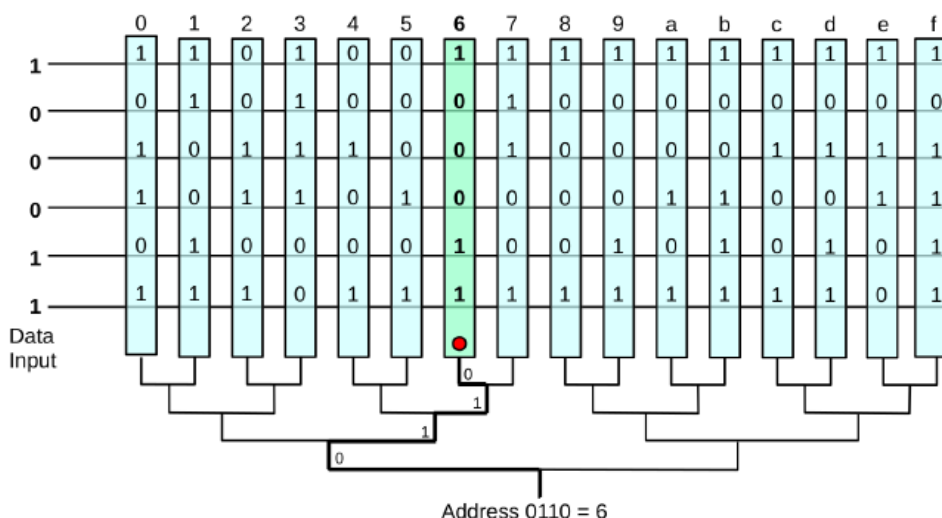 0 1 2 3 4 5 6 7 8 9 a b c d e f
1 1 1 0 1 0 0 1 1 1 1 1 1 1 1 1 1
0 0 1 0 1 0 0 0 1 0 0 0 0 0 0 0 0
0 1 0 1 1 1 0 0 1 0 0 0 0 1 1 1 1
0 1 0 1 1 0 1 0 0 0 0 1 1 0 0 1 1
1 0 1 0 0 0 0 1 0 0 1 0 1 0 1 0 1
1 1 1 1 0 1 1 1 1 1 1 1 1 1 1 0 1
Data
Input
0
1
1
0
Address 0110 = 6